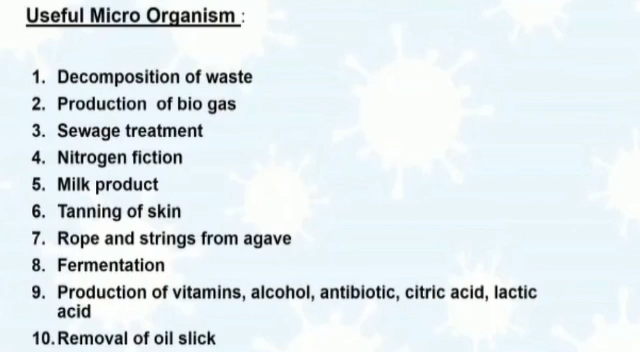 Useful Micro Organism :
1. Decomposition of waste
2. Production of bio gas
3. Sewage treatment
4. Nitrogen fiction
5. Milk product
6. Tanning of skin
7. Rope and strings from agave
8. Fermentation
9. Production of vitamins, alcohol, antibiotic, citric acid, lactic
acid
10. Removal of oil slick